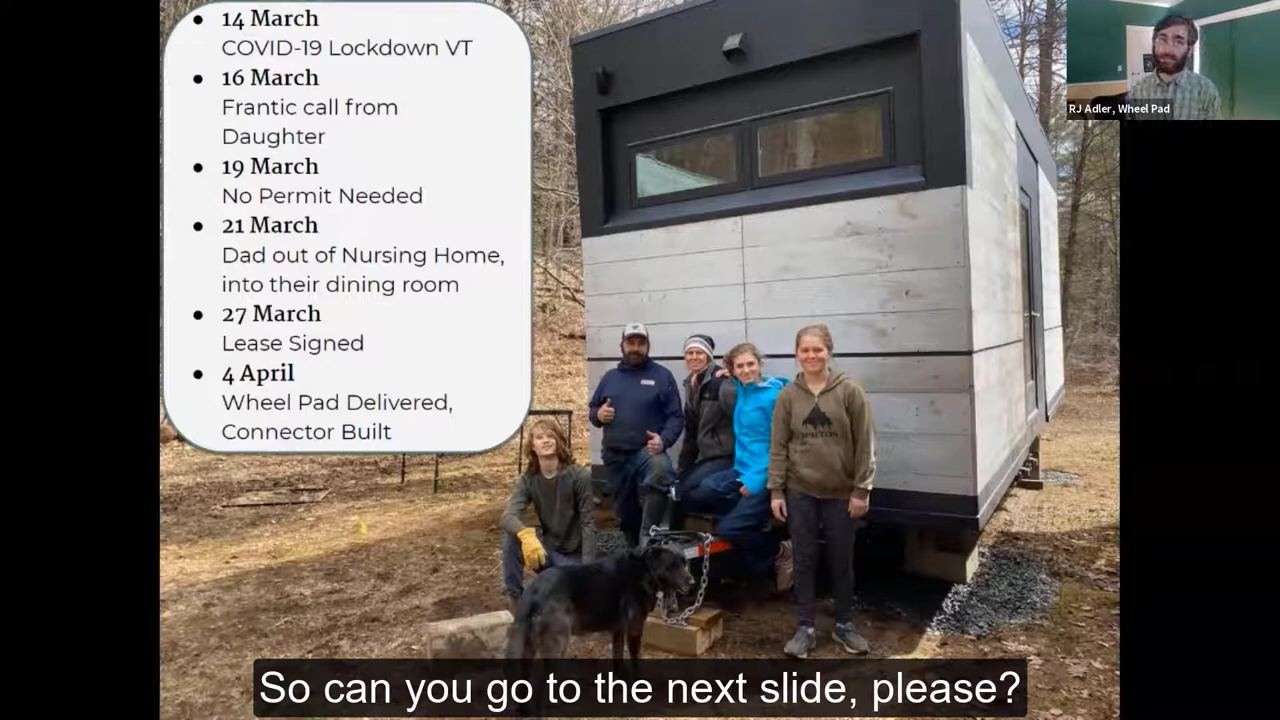 14 March
COVID-19 Lockdown VT
16 March
Frantic call from
Daughter
19 March
No Permit Needed
21 March
Dad out of Nursing Home,
into their dining room
27 March
Lease Signed
4 April
Wheel Pad Delivered,
Connector Built
RJ Adler, Wheel Pad
So can you go to the next slide, please?